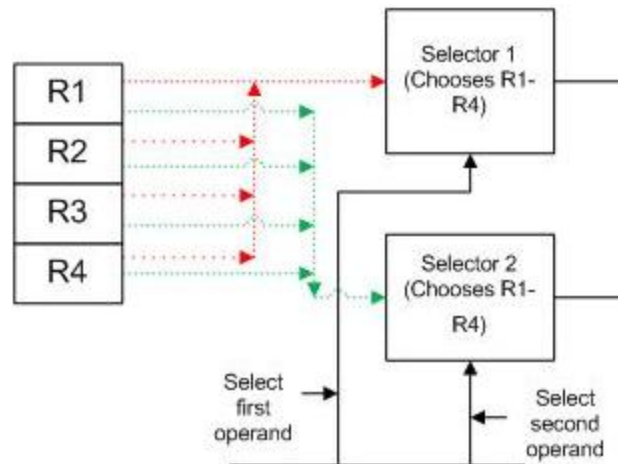 R1
R2
R3
R4
Selector 1
(Chooses R1-
R4)
Selector 2
(Chooses R1-
R4)
Select
first
operand
Select
second
operand